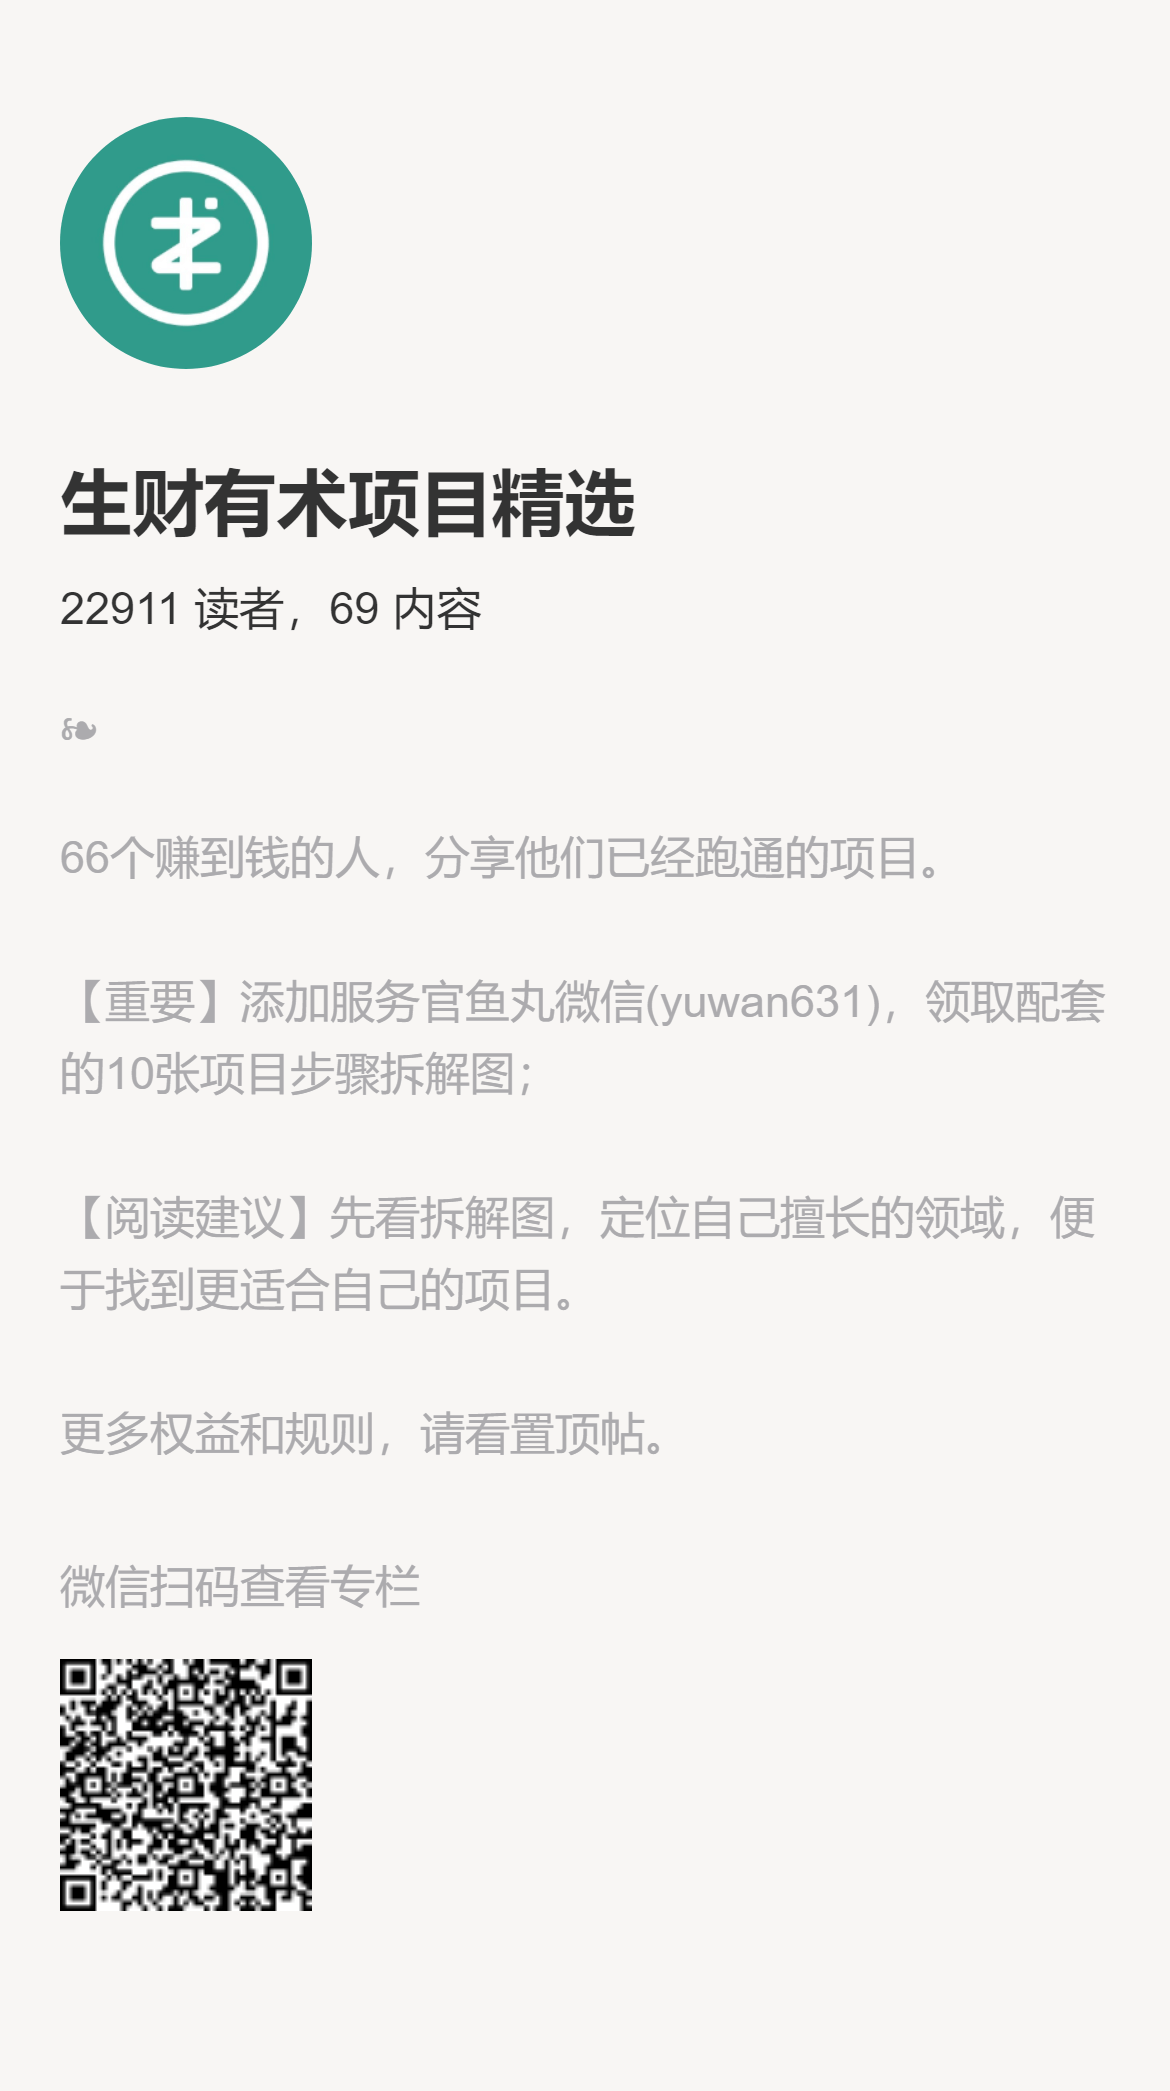 生财有术项目精选
22911 读者，69 内容
❧
66个赚到钱的人，分享他们已经跑通的项目。
【重要】添加服务官鱼丸微信(yuwan631)，领取配套
的10张项目步骤拆解图；
【阅读建议】先看拆解图，定位自己擅长的领域，便
于找到更适合自己的项目。
更多权益和规则，请看置顶帖。
微信扫码查看专栏